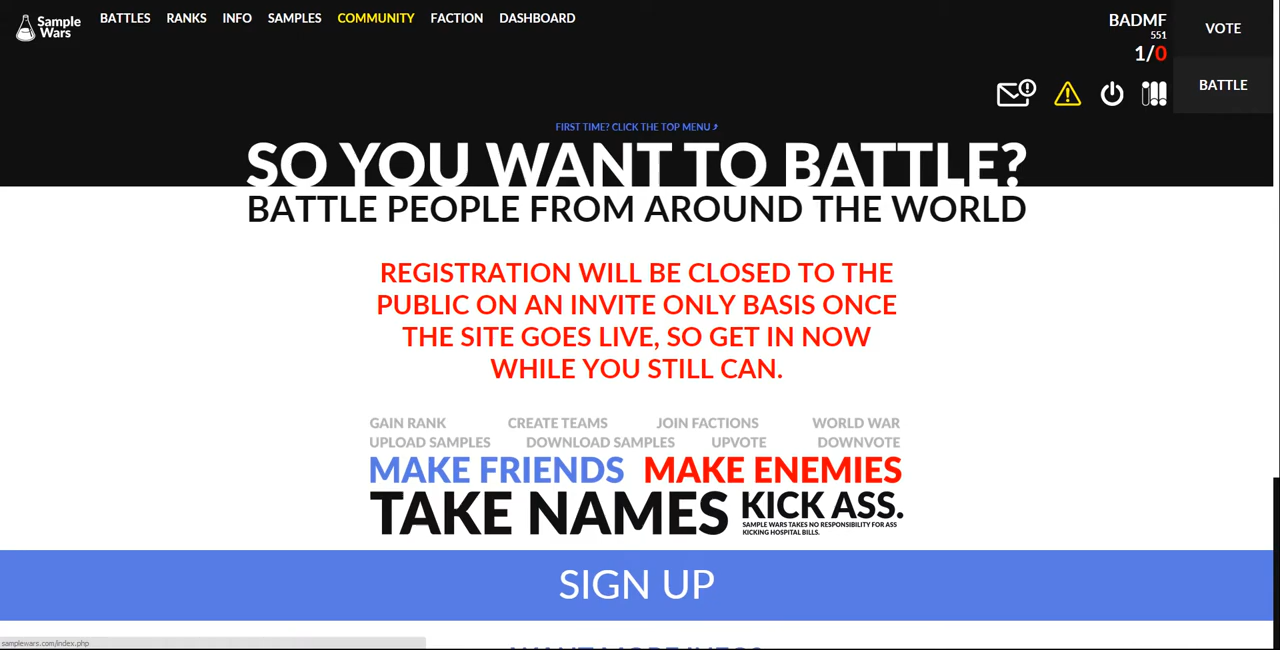 Sample Wars
BATTLES RANKS INFO SAMPLES COMMUNITY FACTION DASHBOARD
BADMF
551
1/0
VOTE
BATTLE
FIRST TIME? CLICK THE TOP MENU
SO YOU WANT TO BATTLE?
BATTLE PEOPLE FROM AROUND THE WORLD
REGISTRATION WILL BE CLOSED TO THE
PUBLIC ON AN INVITE ONLY BASIS ONCE
THE SITE GOES LIVE, SO GET IN NOW
WHILE YOU STILL CAN.
GAIN RANK CREATE TEAMS JOIN FACTIONS WORLD WAR
UPLOAD SAMPLES DOWNLOAD SAMPLES UPVOTE DOWNVOTE
MAKE FRIENDS MAKE ENEMIES
TAKE NAMES KICK ASS.
SAMPLE WARS TAKES NO RESPONSIBILITY FOR ASS
KICKING HOSPITAL BILLS.
SIGN UP
samplewars.com/index.php